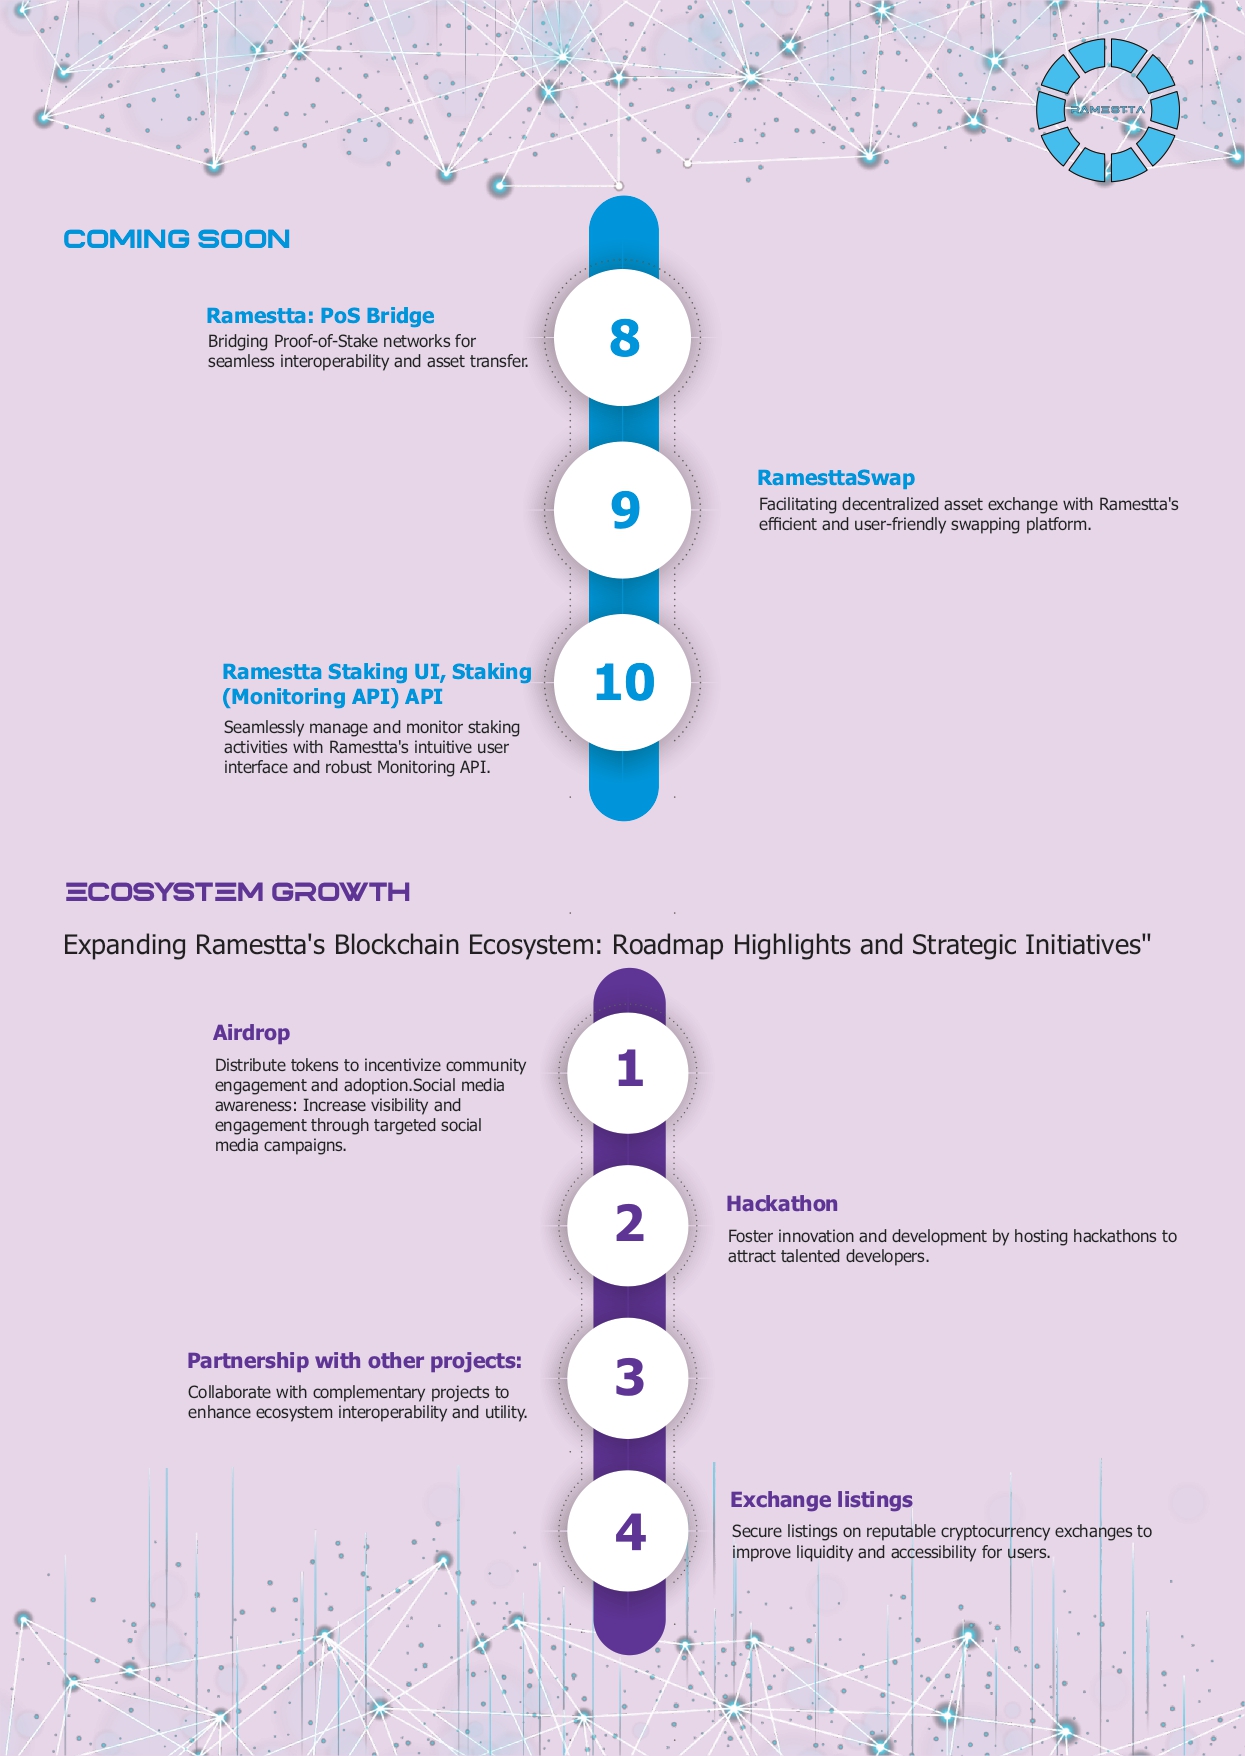 RAMESTTA
COMING SOON
8
Ramestta: PoS Bridge
Bridging Proof-of-Stake networks for
seamless interoperability and asset transfer.
9
RamesttaSwap
Facilitating decentralized asset exchange with Ramestta's
efficient and user-friendly swapping platform.
10
Ramestta Staking UI, Staking
(Monitoring API) API
Seamlessly manage and monitor staking
activities with Ramestta's intuitive user
interface and robust Monitoring API.
ECOSYSTEM GROWTH
Expanding Ramestta's Blockchain Ecosystem: Roadmap Highlights and Strategic Initiatives"
1
Airdrop
Distribute tokens to incentivize community
engagement and adoption.Social media
awareness: Increase visibility and
engagement through targeted social
media campaigns.
2
Hackathon
Foster innovation and development by hosting hackathons to
attract talented developers.
3
Partnership with other projects:
Collaborate with complementary projects to
enhance ecosystem interoperability and utility.
4
Exchange listings
Secure listings on reputable cryptocurrency exchanges to
improve liquidity and accessibility for users.